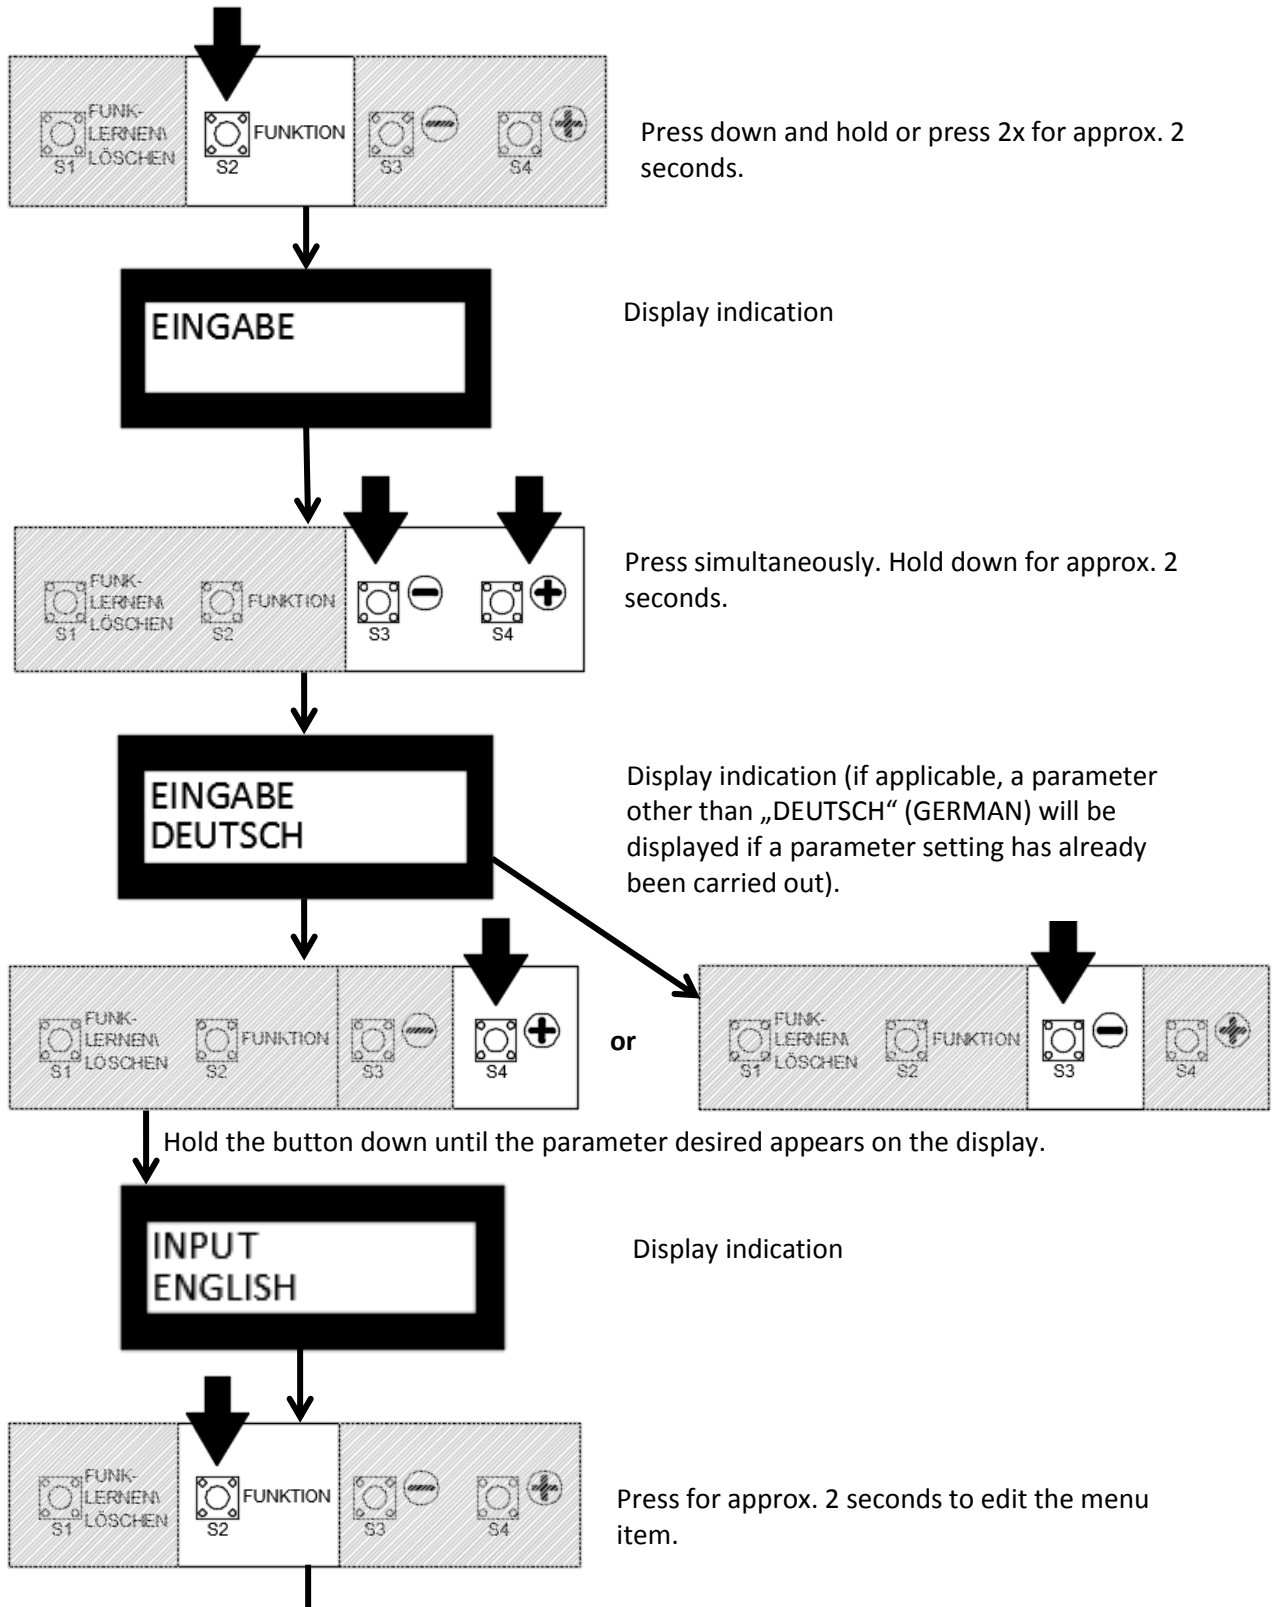 FUNK-
LERNEN\
LÖSCHEN
FUNKTION
S1
S2
S3
S4
Press down and hold or press 2x for approx. 2
seconds.
EINGABE
Display indication
FUNK-
LERNEN\
LÖSCHEN
FUNKTION
S1
S2
S3
S4
Press simultaneously. Hold down for approx. 2
seconds.
EINGABE
DEUTSCH
Display indication (if applicable, a parameter
other than „DEUTSCH“ (GERMAN) will be
displayed if a parameter setting has already
been carried out).
FUNK-
LERNEN\
LÖSCHEN
FUNKTION
S1
S2
S3
S4
or
FUNK-
LERNEN\
LÖSCHEN
FUNKTION
S1
S2
S3
S4
Hold the button down until the parameter desired appears on the display.
INPUT
ENGLISH
Display indication
FUNK-
LERNEN\
LÖSCHEN
FUNKTION
S1
S2
S3
S4
Press for approx. 2 seconds to edit the menu
item.